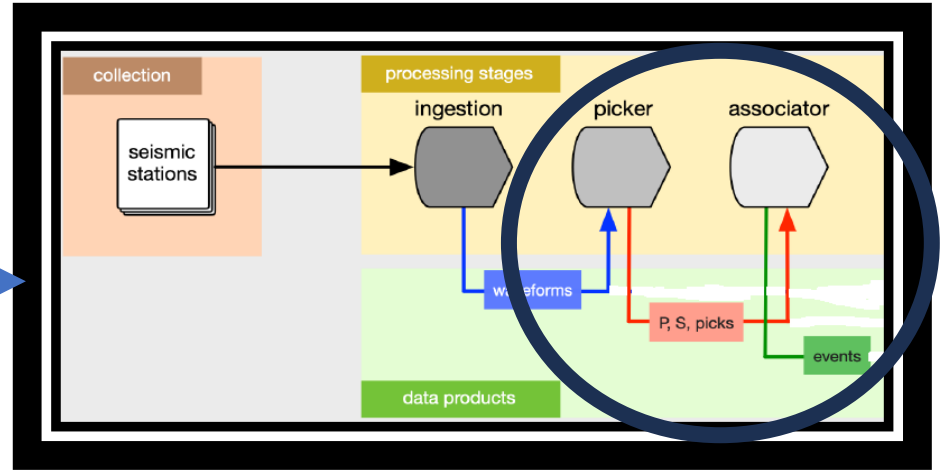 collection
processing stages
ingestion
picker
associator
seismic
stations
waveforms
P, S, picks
events
data products